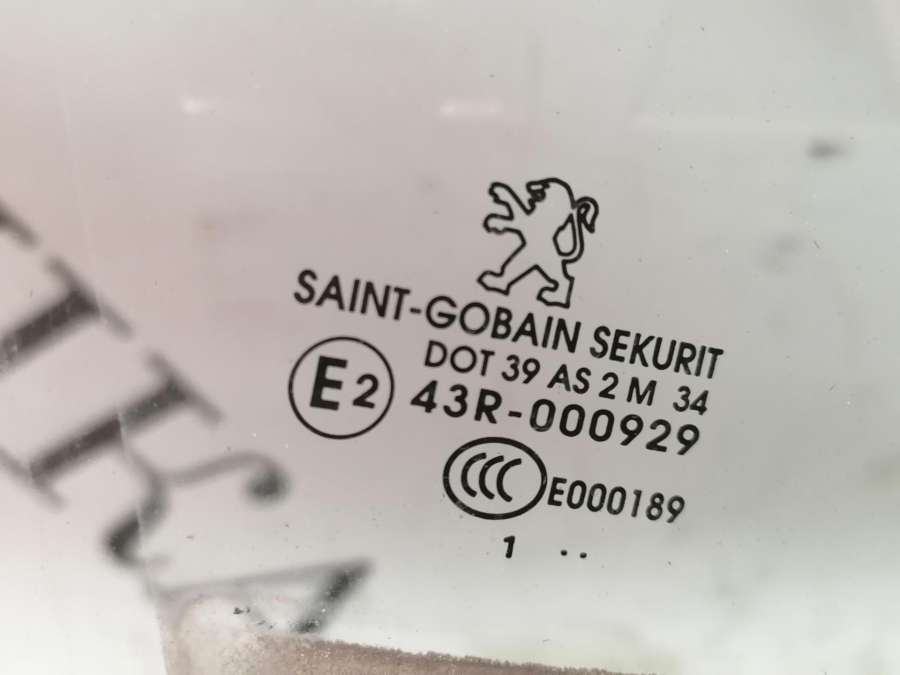 SAINT-GOBAIN SEKURIT
DOT 39 AS 2 M 34
E2 43R-000929
CCC E000189
1 ..